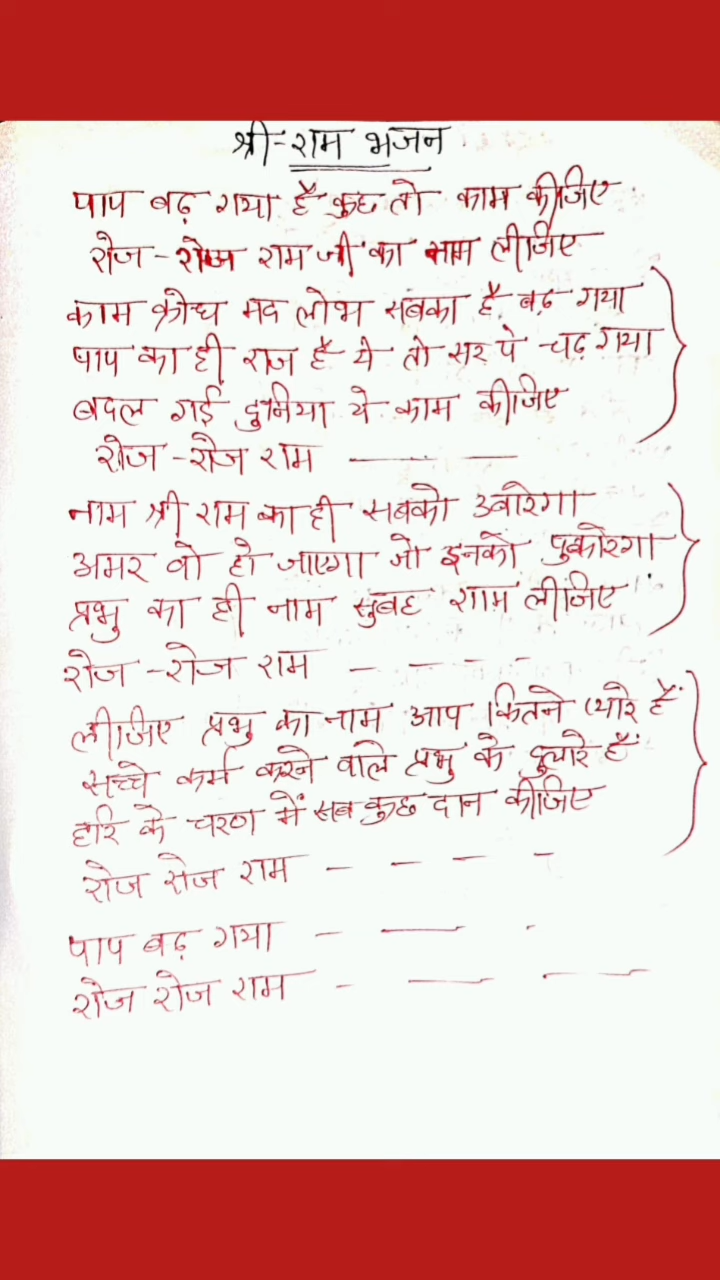 श्री-राम भजन
पाप बढ़ गया है कुछ तो काम कीजिए
रोज-रोज राम जी का नाम लीजिए
काम क्रोध मद लोभ सबका है बढ़ गया
पाप का ही राज है ये तो सर पे चढ़ गया
बदल गई दुनिया ये काम कीजिए
रोज-रोज राम — —
नाम श्री राम का ही सबको उबारेगा
अमर वो हो जाएगा जो इनको पुकारेगा
प्रभु का ही नाम सुबह शाम लीजिए
रोज-रोज राम - - - -
लीजिए प्रभु का नाम आप कितने प्यारे हैं
सच्चे कर्म करने वाले प्रभु के दुलारे हैं
हरि के चरण में सब कुछ दान कीजिए
रोज रोज राम - - - -
पाप बढ़ गया - — -
रोज रोज राम - — —